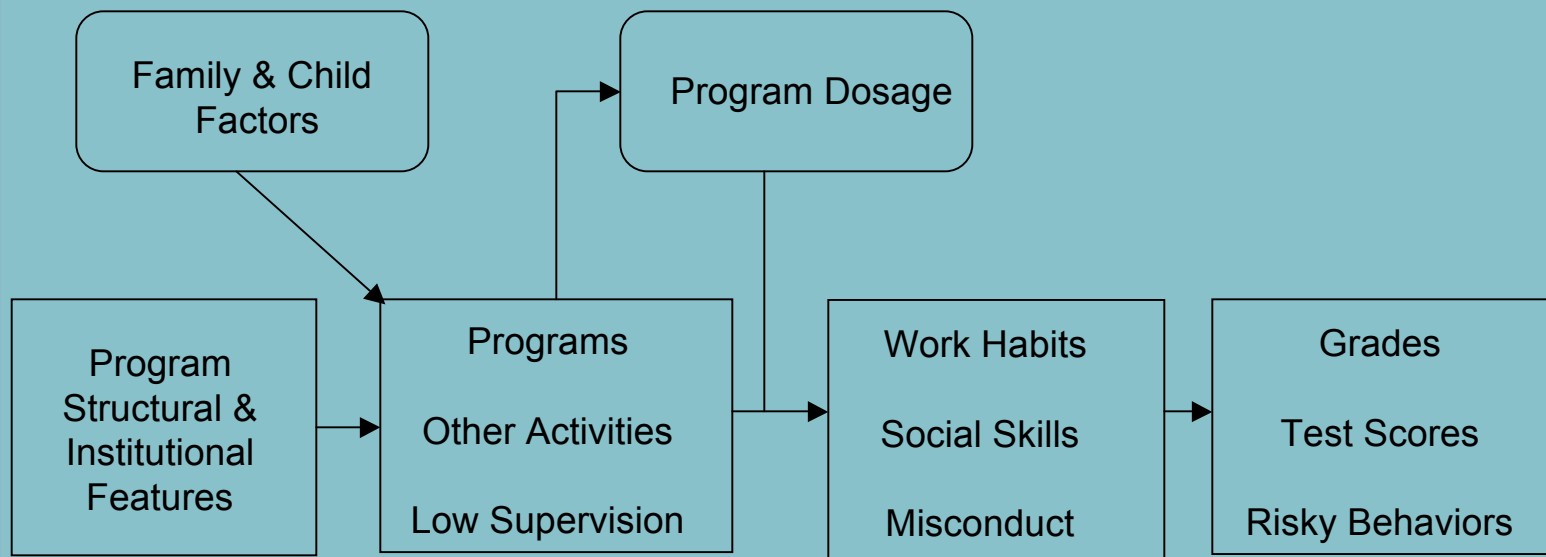 Family & Child
Factors
Program Dosage
Program
Structural &
Institutional
Features
Programs
Other Activities
Low Supervision
Work Habits
Social Skills
Misconduct
Grades
Test Scores
Risky Behaviors